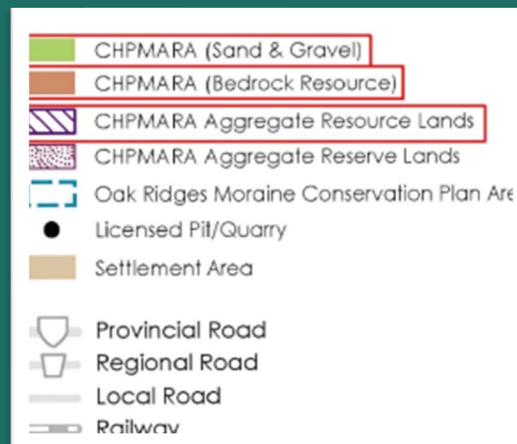 CHPMARA (Sand & Gravel)
CHPMARA (Bedrock Resource)
CHPMARA Aggregate Resource Lands
CHPMARA Aggregate Reserve Lands
Oak Ridges Moraine Conservation Plan Are
Licensed Pit/Quarry
Settlement Area
Provincial Road
Regional Road
Local Road
Railway